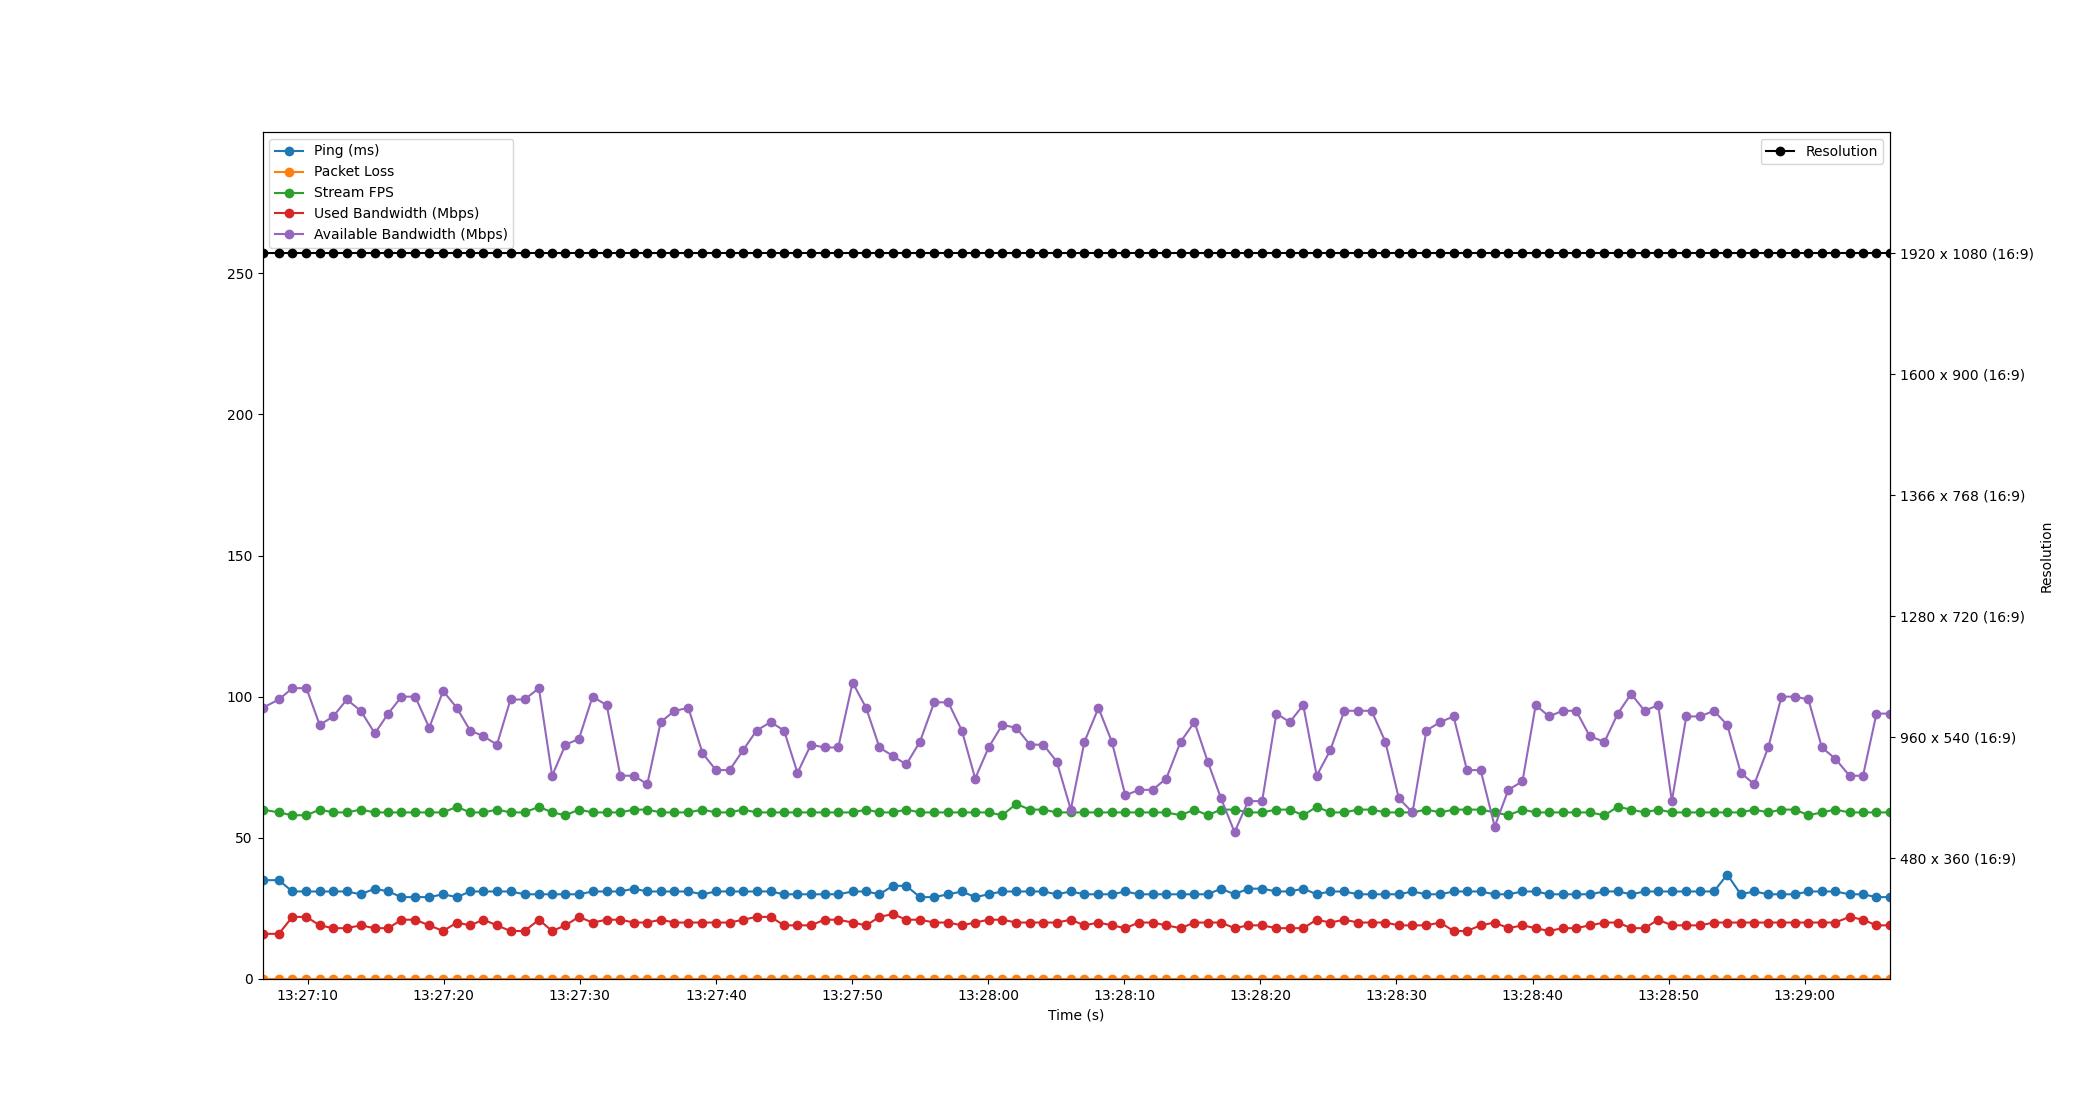 Ping (ms)
Packet Loss
Stream FPS
Used Bandwidth (Mbps)
Available Bandwidth (Mbps)
Resolution
250
200
150
100
50
0
1920 x 1080 (16:9)
1600 x 900 (16:9)
1366 x 768 (16:9)
1280 x 720 (16:9)
960 x 540 (16:9)
480 x 360 (16:9)
Resolution
13:27:10 13:27:20 13:27:30 13:27:40 13:27:50 13:28:00 13:28:10 13:28:20 13:28:30 13:28:40 13:28:50 13:29:00
Time (s)